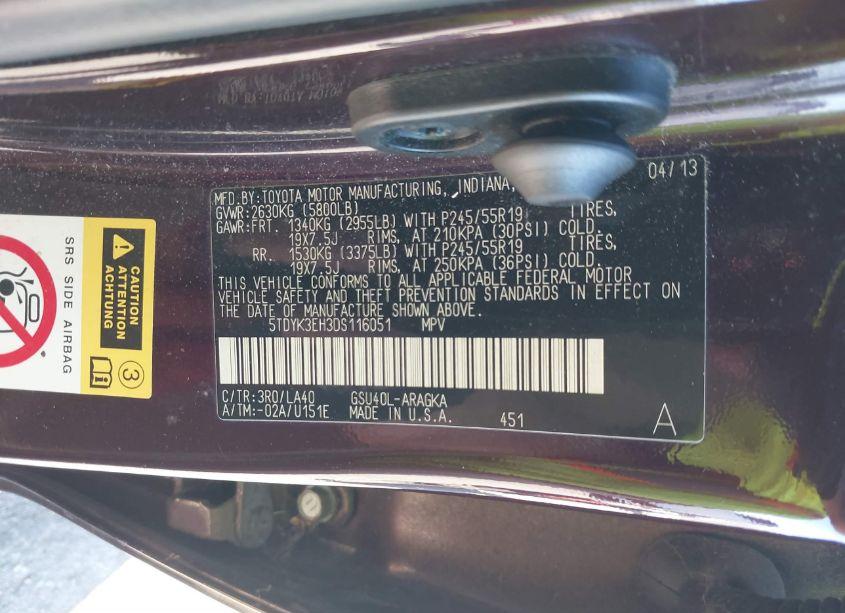 MFD.BY:TOYOTA MOTOR MANUFACTURING, INDIANA, 04/13
GVWR:2630KG (5800LB)
GAWR:FRT. 1340KG (2955LB) WITH P245/55R19 TIRES,
19X7.5J RIMS, AT 210KPA (30PSI) COLD.
RR. 1530KG (3375LB) WITH P245/55R19 TIRES,
19X7.5J RIMS, AT 250KPA (36PSI) COLD.
THIS VEHICLE CONFORMS TO ALL APPLICABLE FEDERAL MOTOR
VEHICLE SAFETY AND THEFT PREVENTION STANDARDS IN EFFECT ON
THE DATE OF MANUFACTURE SHOWN ABOVE.
5TDYK3EH3DS116051 MPV
C/TR:3R0/LA40 GSU40L-ARAGKA
A/TM:-02A/U151E MADE IN U.S.A. 451 A
SRS SIDE AIRBAG
CAUTION
ATTENTION
ACHTUNG
3